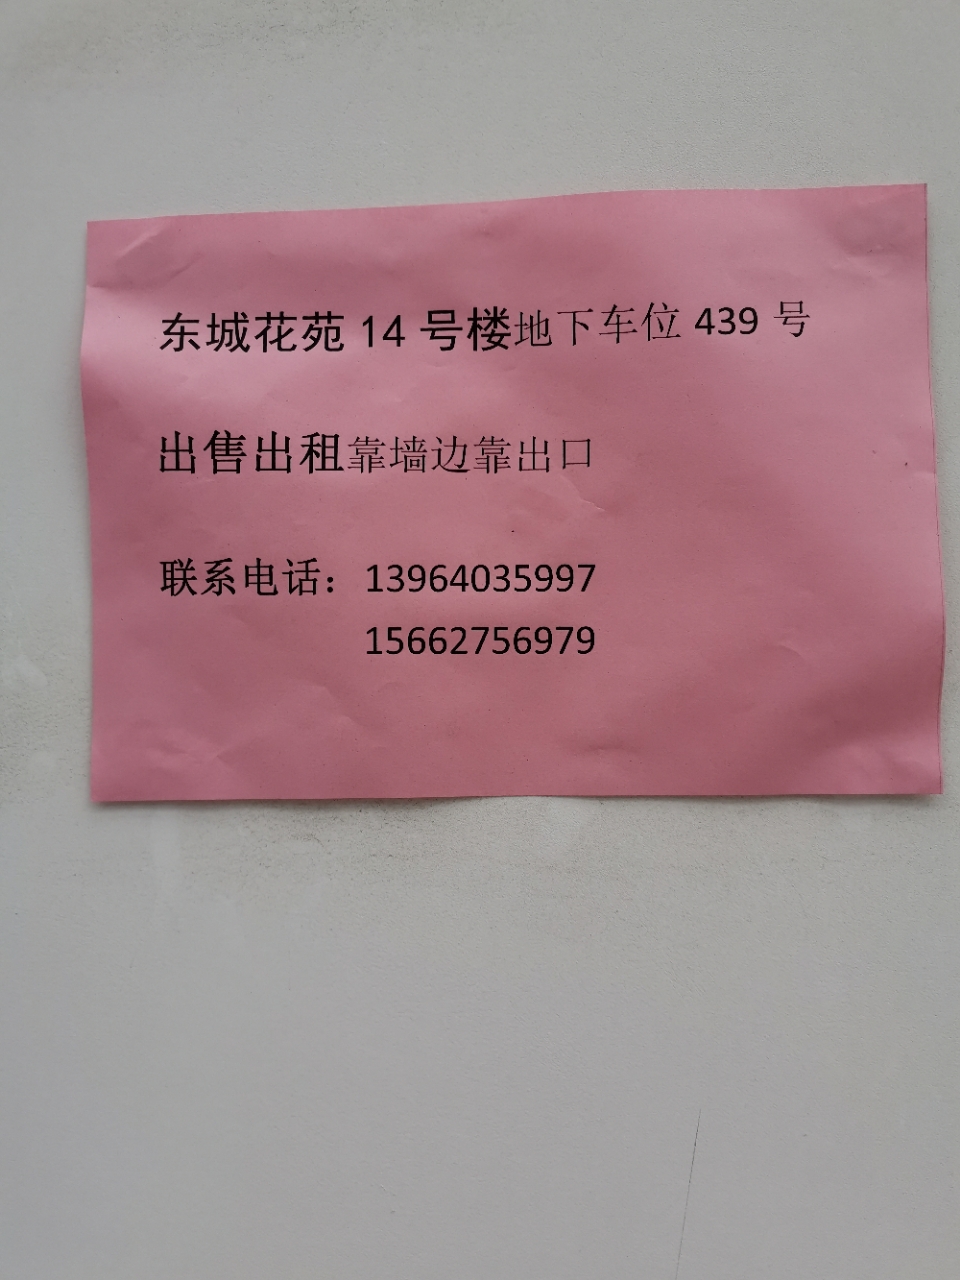 东城花苑 14 号楼地下车位 439 号
出售出租靠墙边靠出口
联系电话：13964035997
15662756979